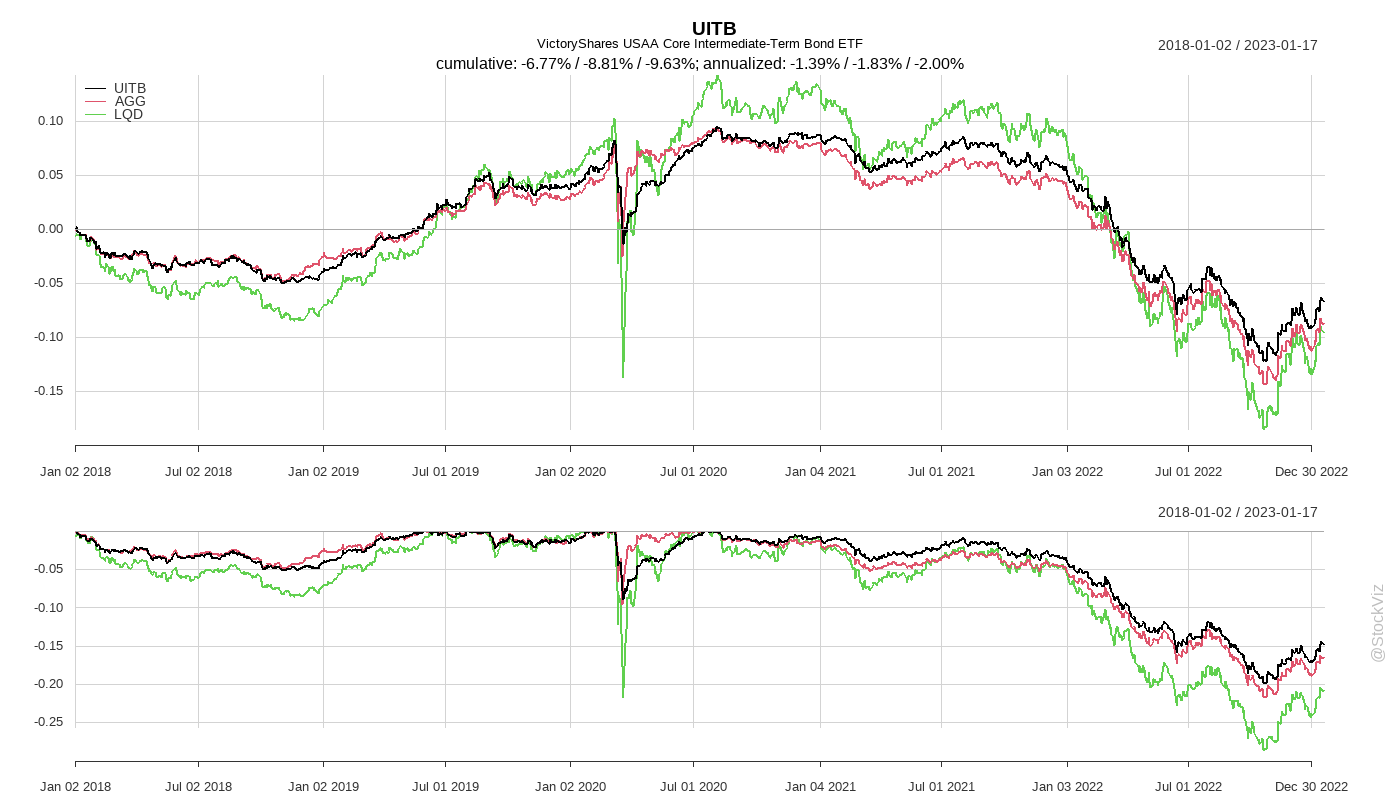 UITB
VictoryShares USAA Core Intermediate-Term Bond ETF
2018-01-02 / 2023-01-17
cumulative: -6.77% / -8.81% / -9.63%; annualized: -1.39% / -1.83% / -2.00%
UITB
AGG
LQD
0.10
0.05
0.00
-0.05
-0.10
-0.15
Jan 02 2018 Jul 02 2018 Jan 02 2019 Jul 01 2019 Jan 02 2020 Jul 01 2020 Jan 04 2021 Jul 01 2021 Jan 03 2022 Jul 01 2022 Dec 30 2022
2018-01-02 / 2023-01-17
-0.05
-0.10
-0.15
-0.20
-0.25
Jan 02 2018 Jul 02 2018 Jan 02 2019 Jul 01 2019 Jan 02 2020 Jul 01 2020 Jan 04 2021 Jul 01 2021 Jan 03 2022 Jul 01 2022 Dec 30 2022
@StockViz